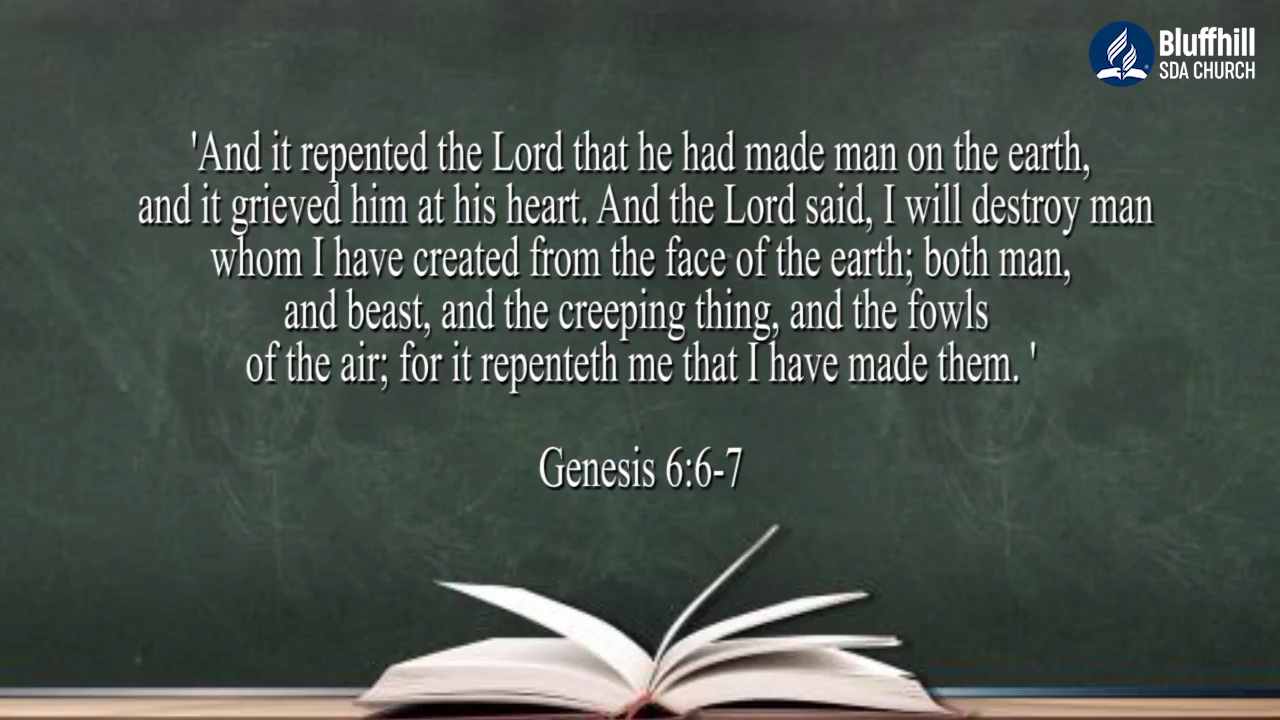 Bluffhill
SDA CHURCH
'And it repented the Lord that he had made man on the earth,
and it grieved him at his heart. And the Lord said, I will destroy man
whom I have created from the face of the earth; both man,
and beast, and the creeping thing, and the fowls
of the air; for it repenteth me that I have made them. '
Genesis 6:6-7